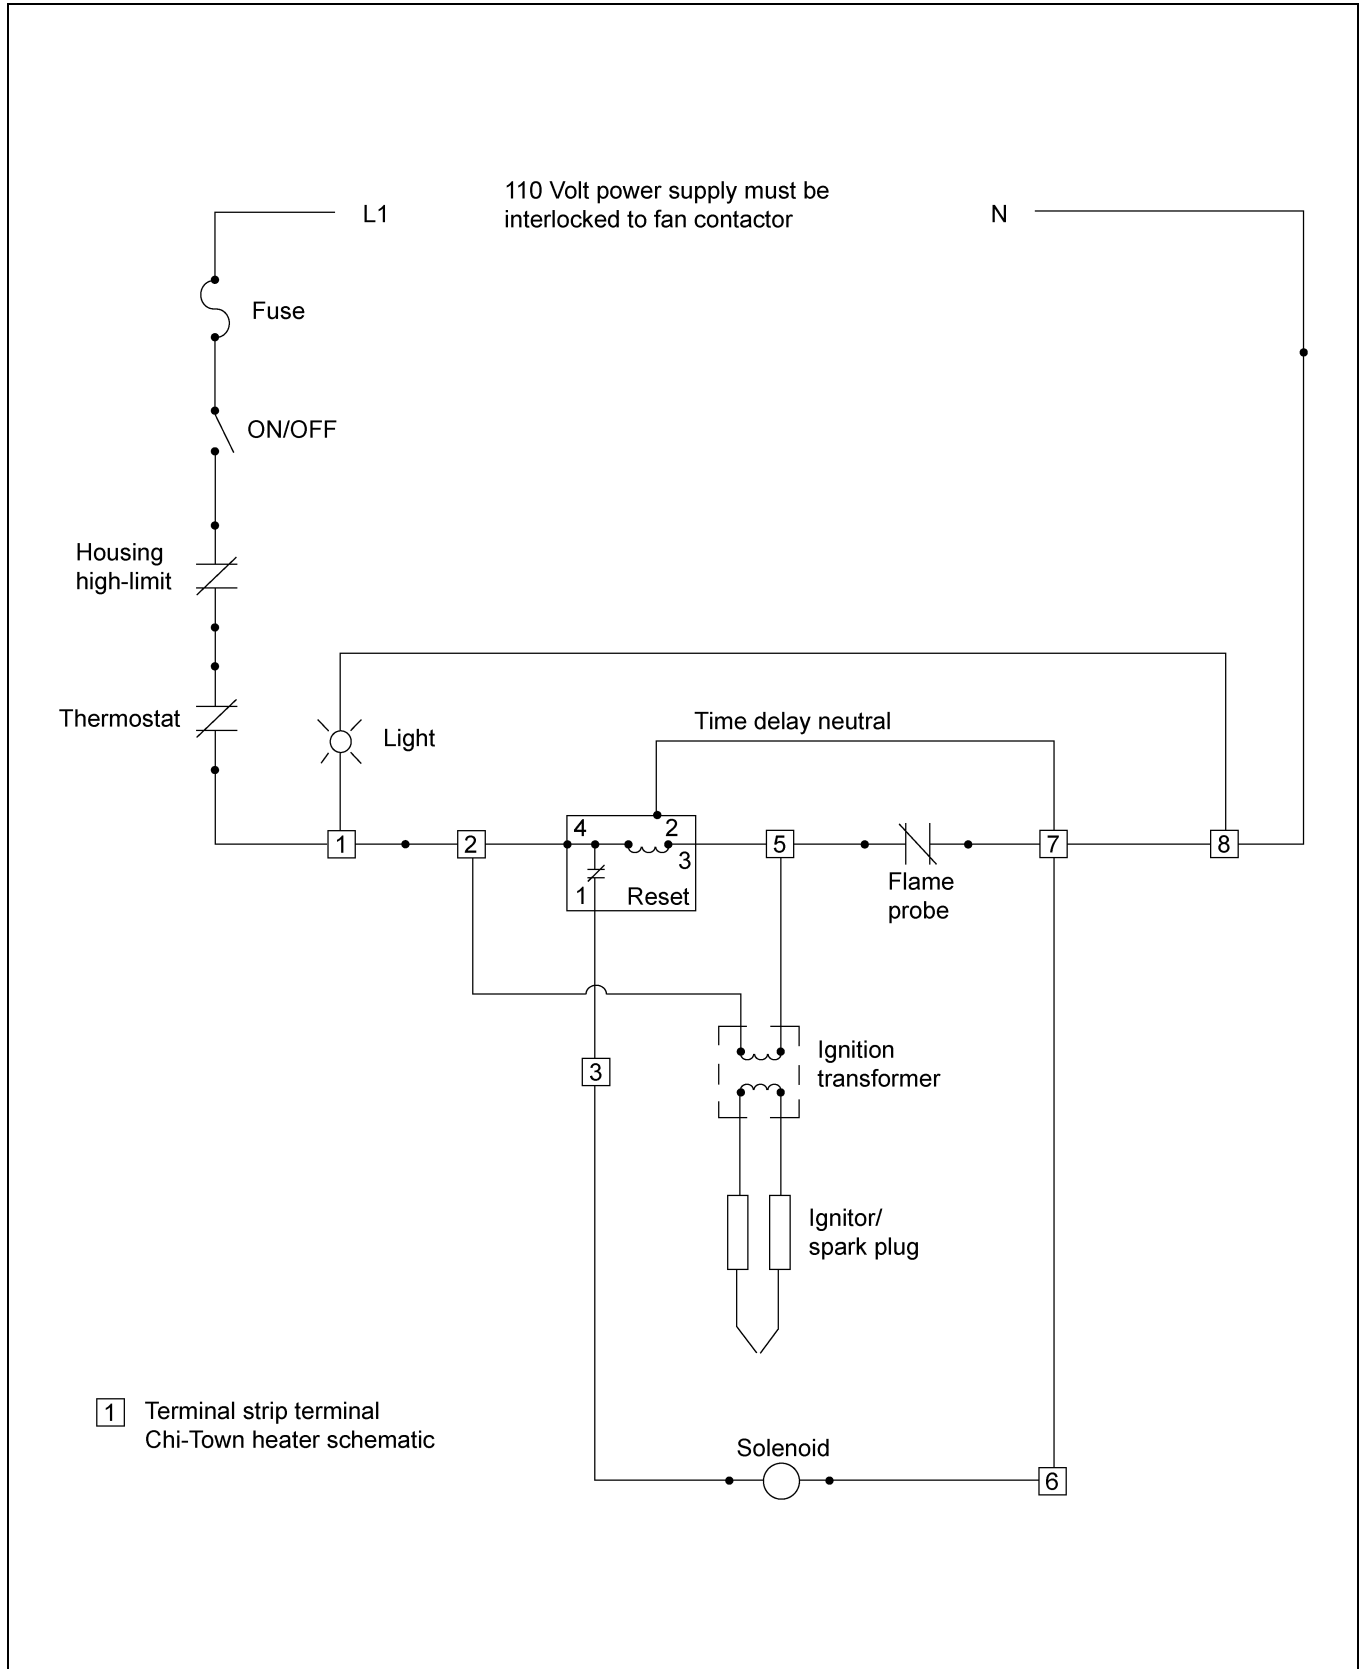 110 Volt power supply must be
interlocked to fan contactor
L1
N
Fuse
ON/OFF
Housing
high-limit
Thermostat
Light
Time delay neutral
1
2
4
2
3
1
Reset
5
7
8
Flame
probe
3
Ignition
transformer
Ignitor/
spark plug
1
Terminal strip terminal
Chi-Town heater schematic
Solenoid
6